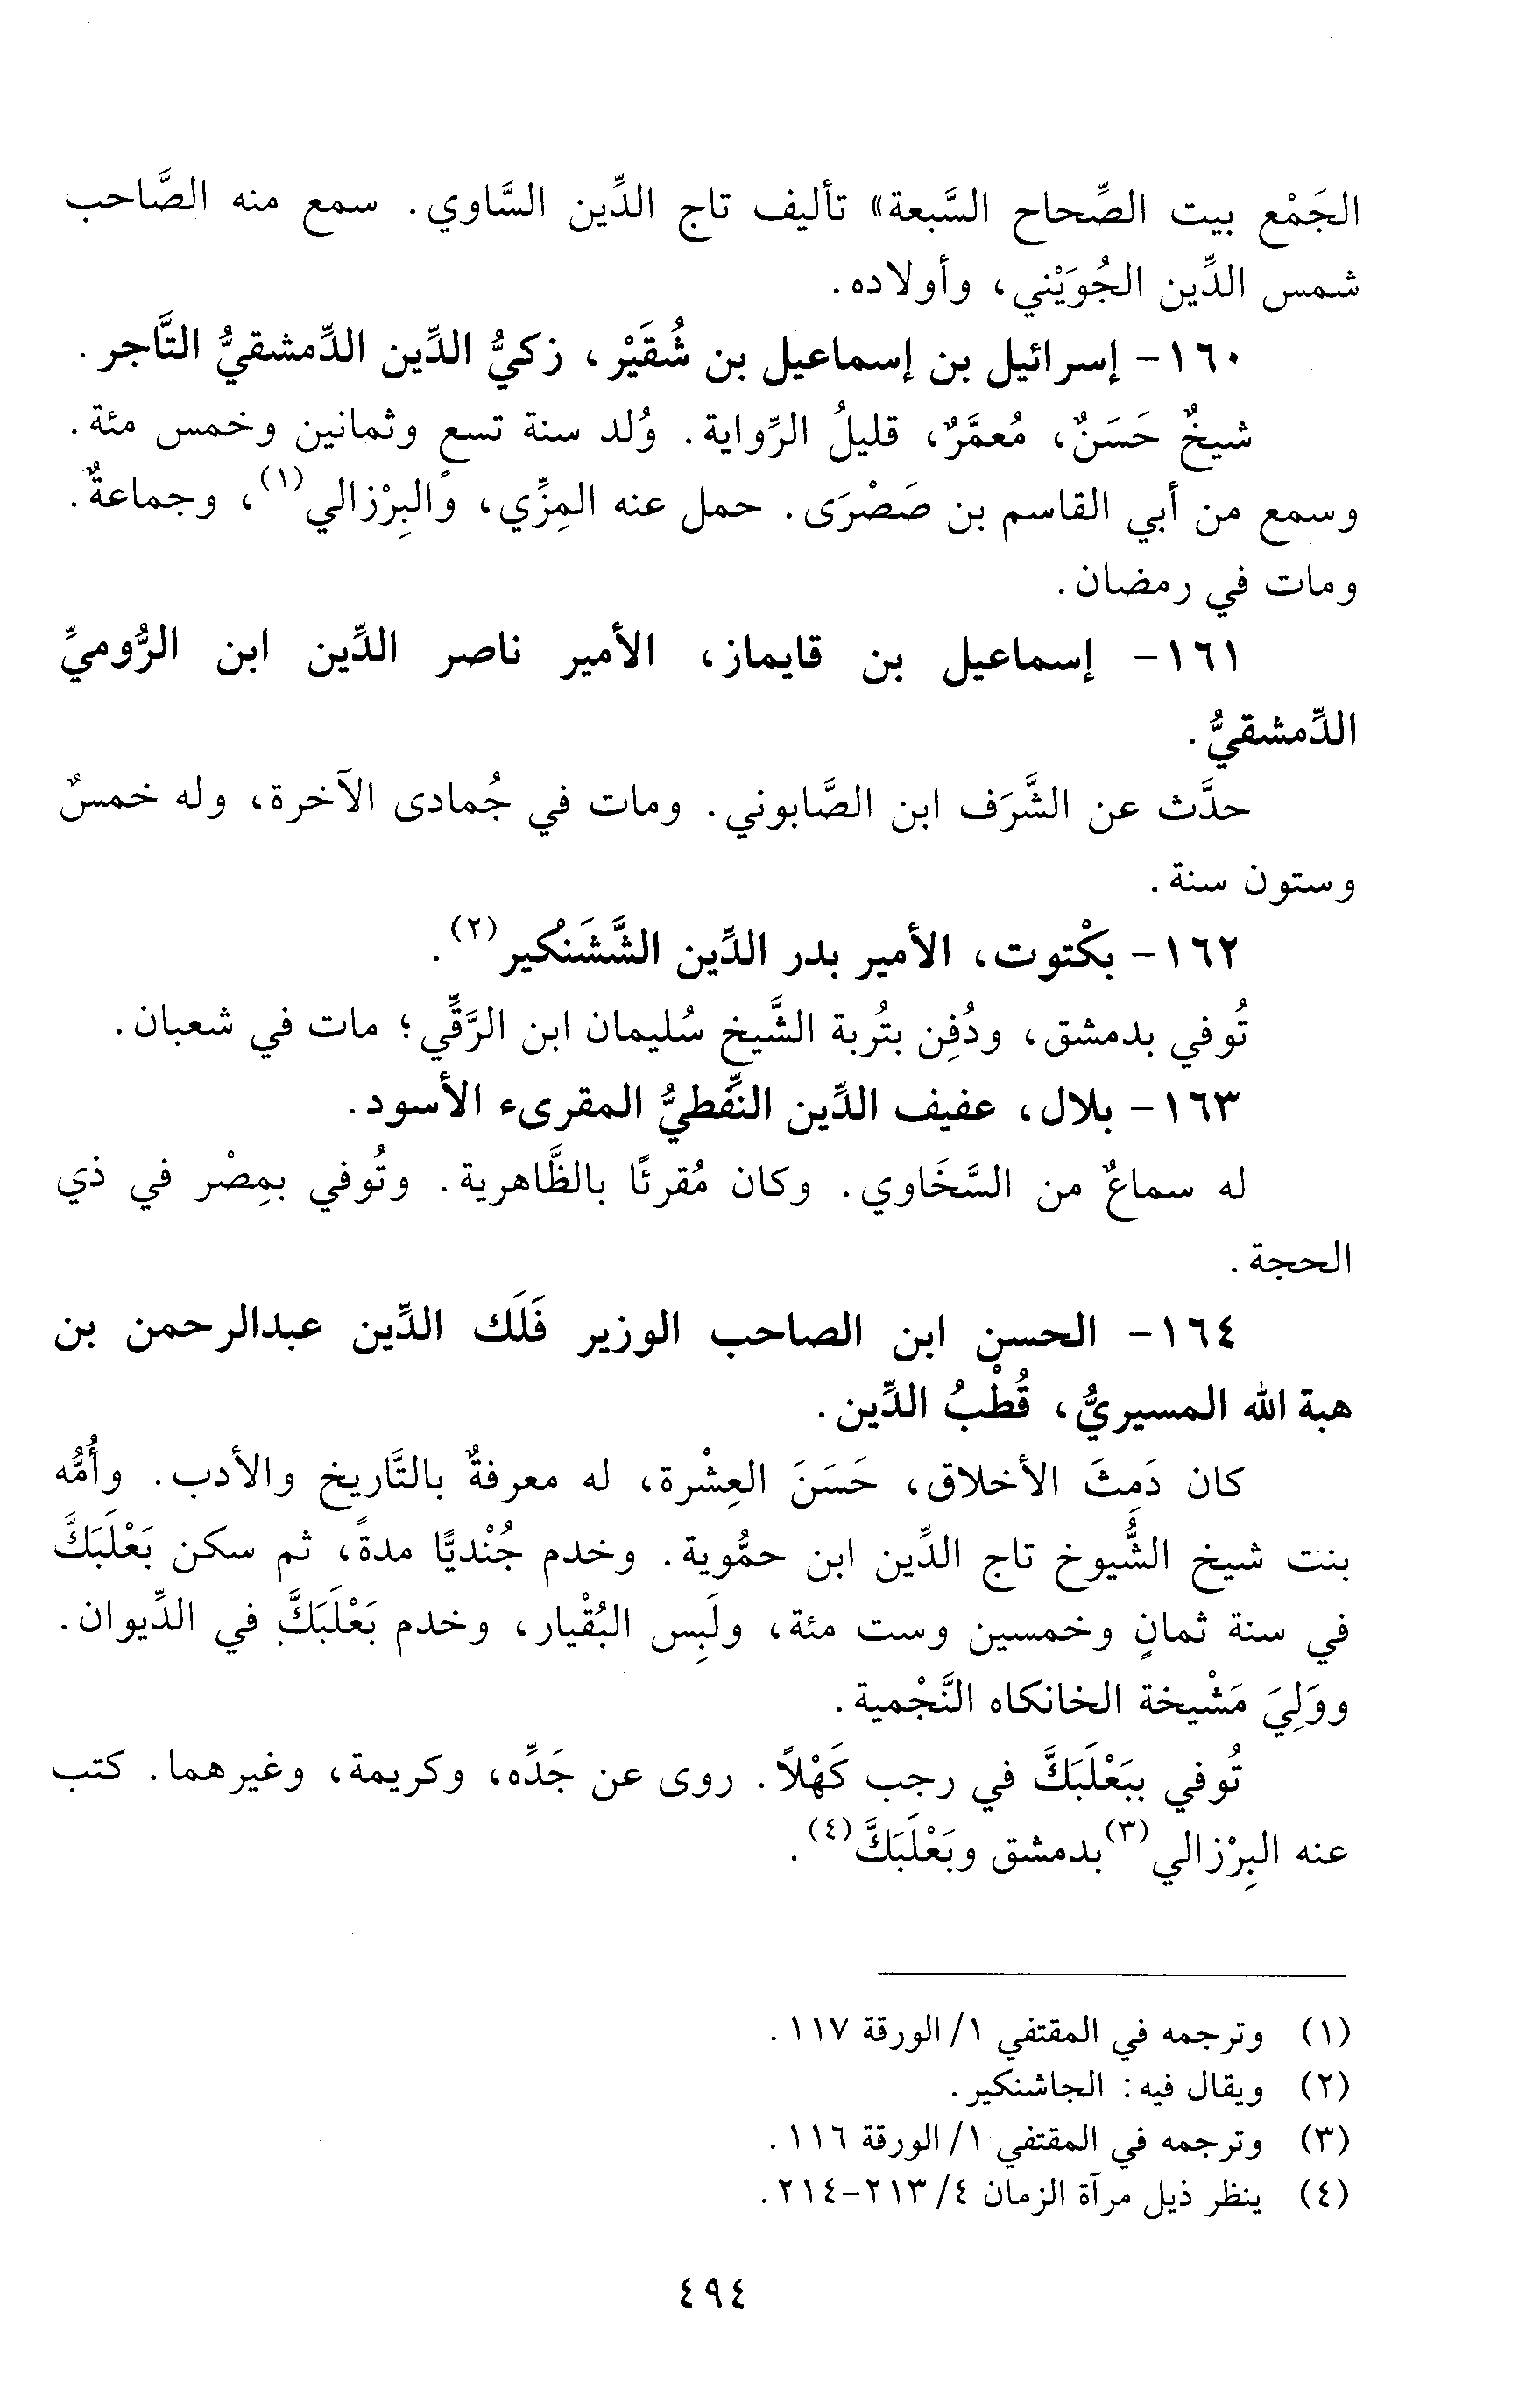 الجَمْع بيت الصِّحاح السَّبعة» تأليف تاج الدِّين السَّاوي. سمع منه الصَّاحب
شمس الدِّين الجُوَيْني، وأولاده.
١٦٠- إسرائيل بن إسماعيل بن شُقَيْر، زكيُّ الدِّين الدِّمشقيُّ التَّاجر.
شيخٌ حَسَنٌ، مُعمَّرٌ، قليلُ الرِّواية. وُلد سنة تسعٍ وثمانين وخمس مئة.
وسمع من أبي القاسم بن صَصْرَى. حمل عنه المِزِّي، والبِرْزالي(١)، وجماعةٌ.
ومات في رمضان.
١٦١- إسماعيل بن قايماز، الأمير ناصر الدِّين ابن الرُّوميِّ
الدِّمشقيُّ.
حدَّث عن الشَّرَف ابن الصَّابوني. ومات في جُمادى الآخرة، وله خمسٌ
وستون سنة.
١٦٢- بكْتوت، الأمير بدر الدِّين الشَّشَنْكير(٢).
تُوفي بدمشق، ودُفِن بتُربة الشَّيخ سُليمان ابن الرَّقِّي؛ مات في شعبان.
١٦٣- بلال، عفيف الدِّين النِّفْطيُّ المقرىء الأسود.
له سماعٌ من السَّخَاوي. وكان مُقرئًا بالظَّاهرية. وتُوفي بمِصْر في ذي
الحجة.
١٦٤- الحسن ابن الصاحب الوزير فَلَك الدِّين عبدالرحمن بن
هبة الله المسيريُّ، قُطْبُ الدِّين.
كان دَمِثَ الأخلاق، حَسَنَ العِشْرة، له معرفةٌ بالتَّاريخ والأدب. وأُمُّه
بنت شيخ الشُّيوخ تاج الدِّين ابن حمُّوية. وخدم جُنْديًّا مدةً، ثم سكن بَعْلَبَكَّ
في سنة ثمانٍ وخمسين وست مئة، ولَبِس البُقْيار، وخدم بَعْلَبَكَّ في الدِّيوان.
ووَلِيَ مَشْيخة الخانكاه النَّجْمية.
تُوفي ببَعْلَبَكَّ في رجب كَهْلاً. روى عن جَدِّه، وكريمة، وغيرهما. كتب
عنه البِرْزالي(٣)بدمشق وبَعْلَبَكَّ(٤).
(١) وترجمه في المقتفي ١/ الورقة ١١٧.
(٢) ويقال فيه: الجاشنكير.
(٣) وترجمه في المقتفي ١/ الورقة ١١٦.
(٤) ينظر ذيل مرآة الزمان ٤/ ٢١٣-٢١٤.
٤٩٤